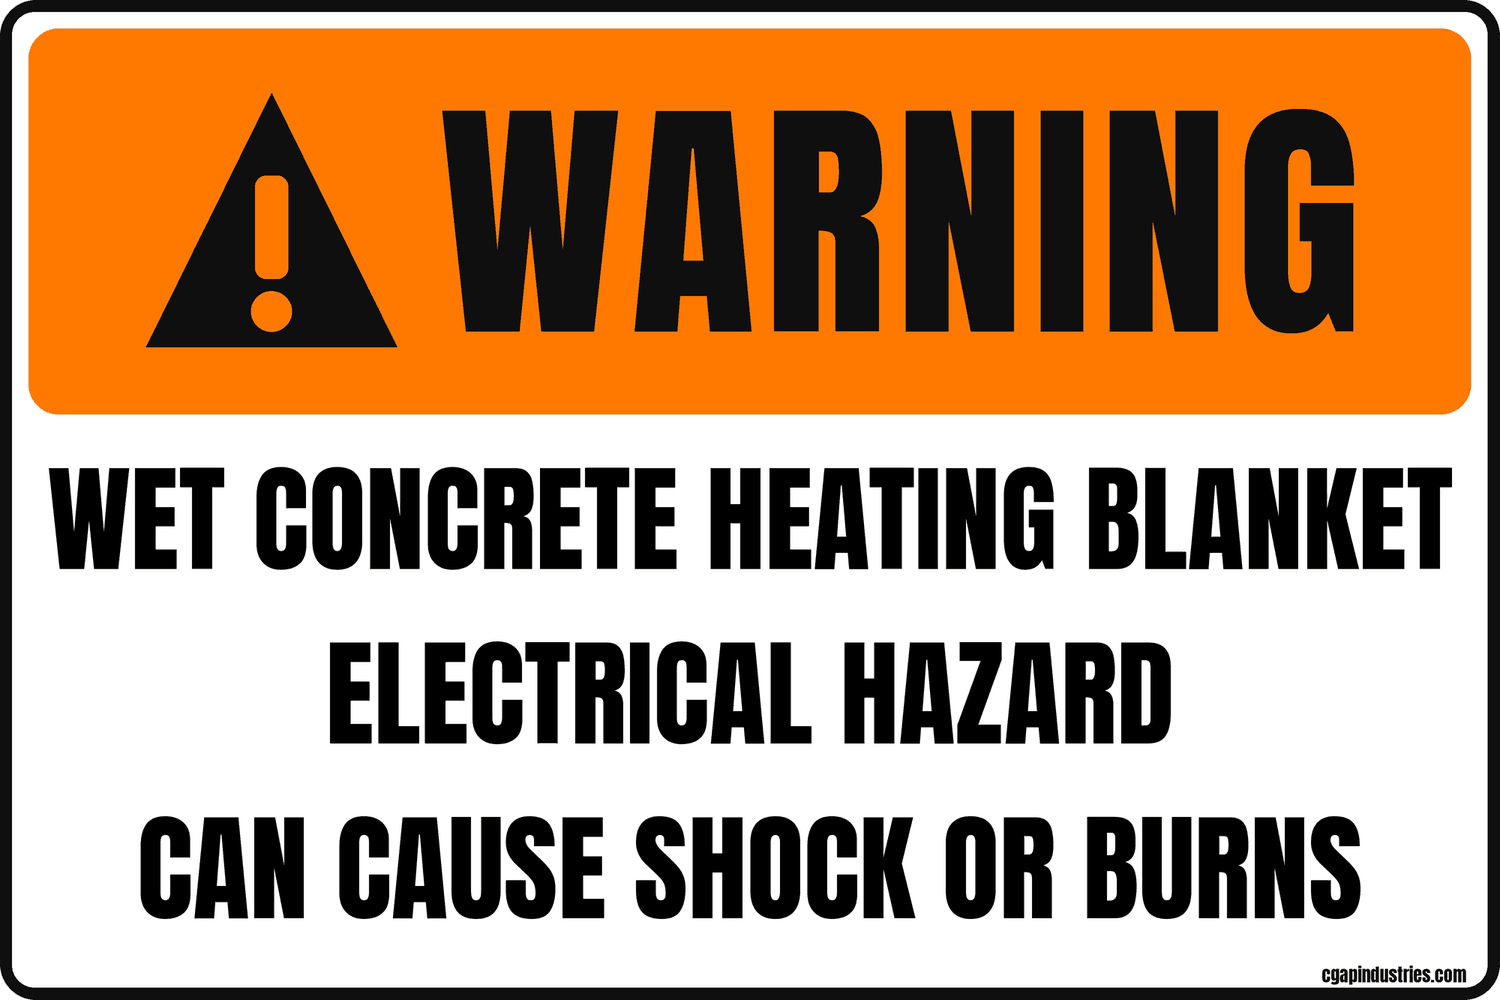 WARNING
WET CONCRETE HEATING BLANKET
ELECTRICAL HAZARD
CAN CAUSE SHOCK OR BURNS
cgapindustries.com